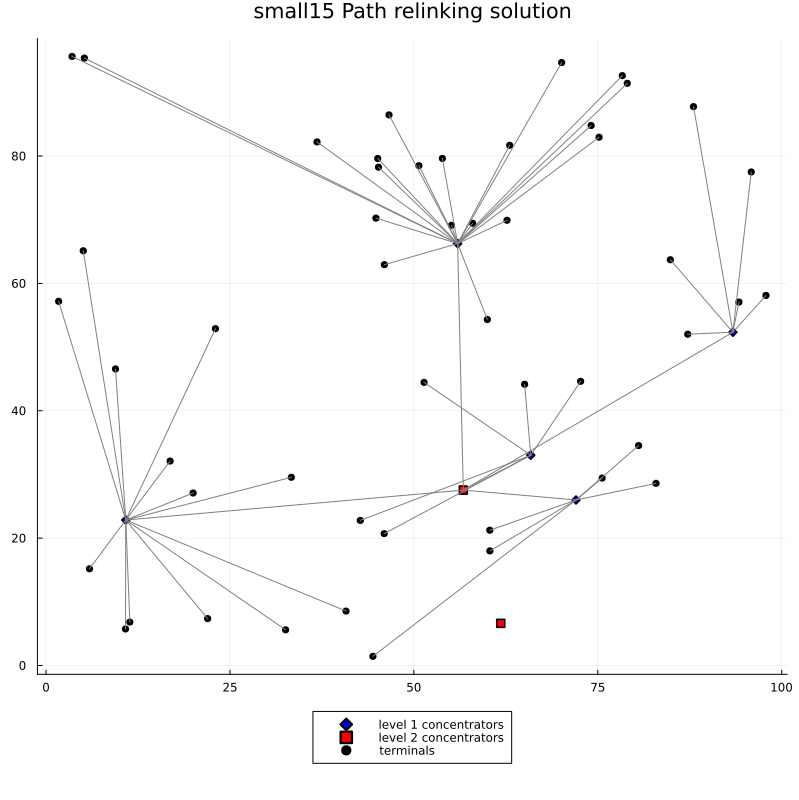 small15 Path relinking solution
80
60
40
20
0
0 25 50 75 100
level 1 concentrators
level 2 concentrators
terminals